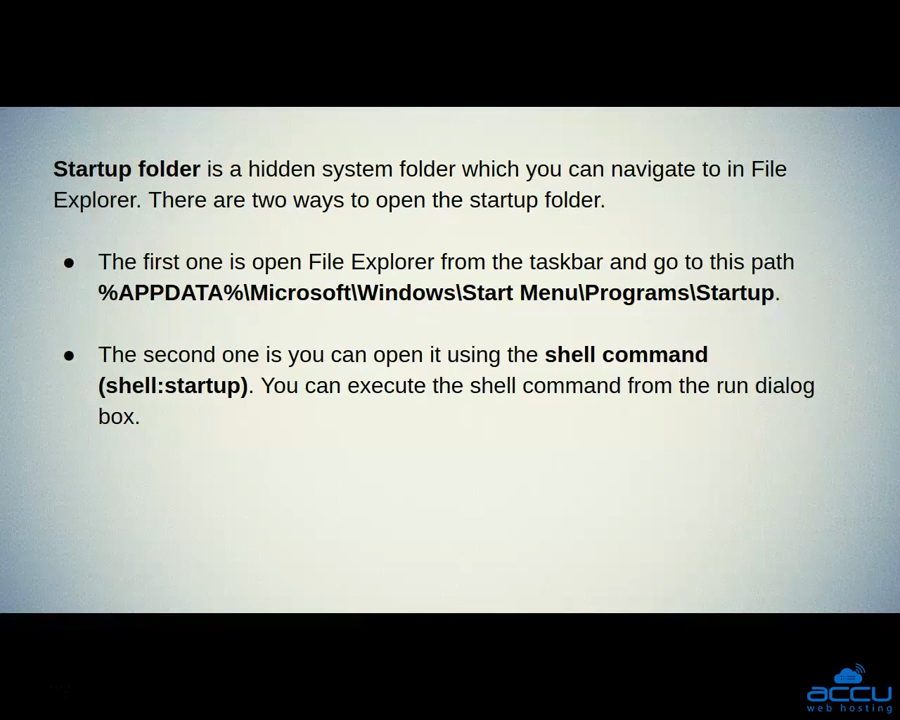 Startup folder is a hidden system folder which you can navigate to in File
Explorer. There are two ways to open the startup folder.
● The first one is open File Explorer from the taskbar and go to this path
%APPDATA%\Microsoft\Windows\Start Menu\Programs\Startup.
● The second one is you can open it using the shell command
(shell:startup). You can execute the shell command from the run dialog
box.
accu
web hosting